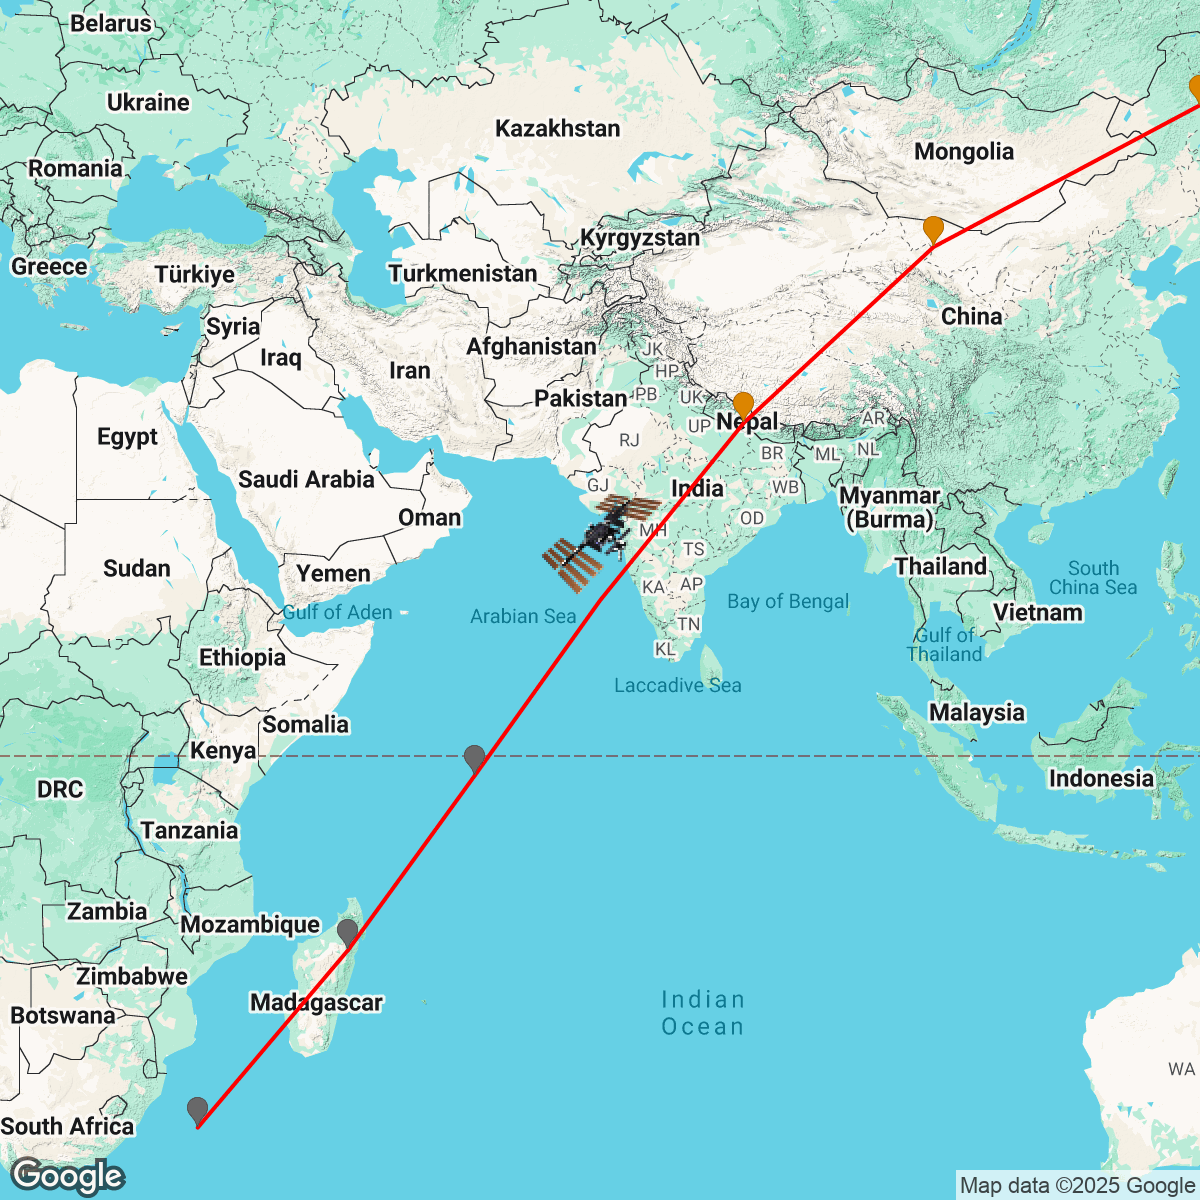 Belarus
Ukraine
Kazakhstan
Mongolia
Romania
Kyrgyzstan
Greece
Türkiye
Turkmenistan
China
Syria
Afghanistan
JK
Iraq
HP
Iran
Pakistan
PB
UK
AR
UP
Nepal
Egypt
RJ
BR
ML
NL
Saudi Arabia
GJ
India
WB
Myanmar
(Burma)
Oman
MH
OD
TS
Sudan
Yemen
Thailand
South
China Sea
KA
AP
Gulf of Aden
Arabian Sea
Bay of Bengal
Vietnam
TN
Gulf of
Thailand
Ethiopia
KL
Laccadive Sea
Somalia
Malaysia
Kenya
DRC
Indonesia
Tanzania
Zambia
Mozambique
Zimbabwe
Madagascar
Indian
Ocean
Botswana
WA
South Africa
Google
Map data ©2025 Google